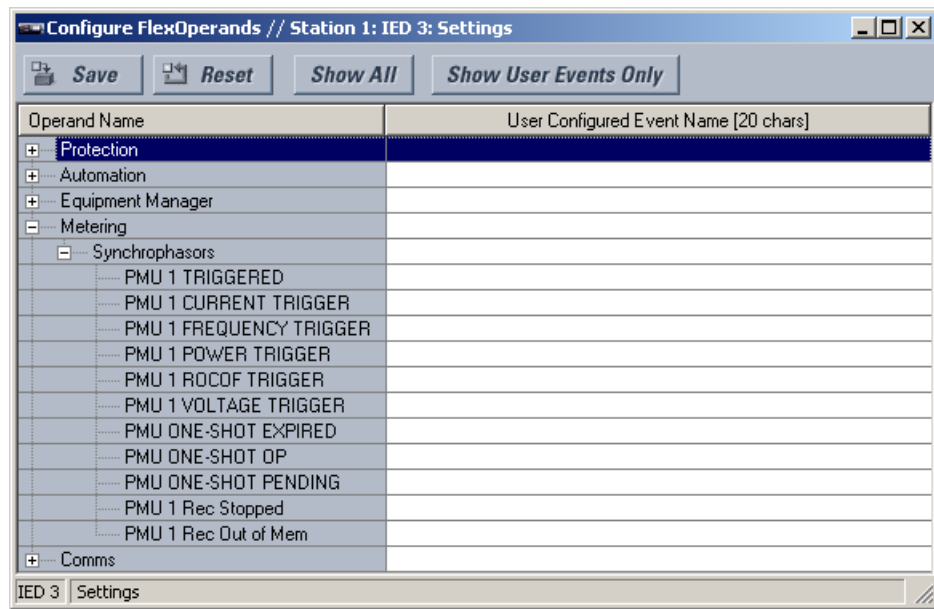 Configure FlexOperands // Station 1: IED 3: Settings
Save Reset Show All Show User Events Only
Operand Name User Configured Event Name [20 chars]
Protection
Automation
Equipment Manager
Metering
Synchrophasors
PMU 1 TRIGGERED
PMU 1 CURRENT TRIGGER
PMU 1 FREQUENCY TRIGGER
PMU 1 POWER TRIGGER
PMU 1 ROCOF TRIGGER
PMU 1 VOLTAGE TRIGGER
PMU ONE-SHOT EXPIRED
PMU ONE-SHOT OP
PMU ONE-SHOT PENDING
PMU 1 Rec Stopped
PMU 1 Rec Out of Mem
Comms
IED 3 Settings